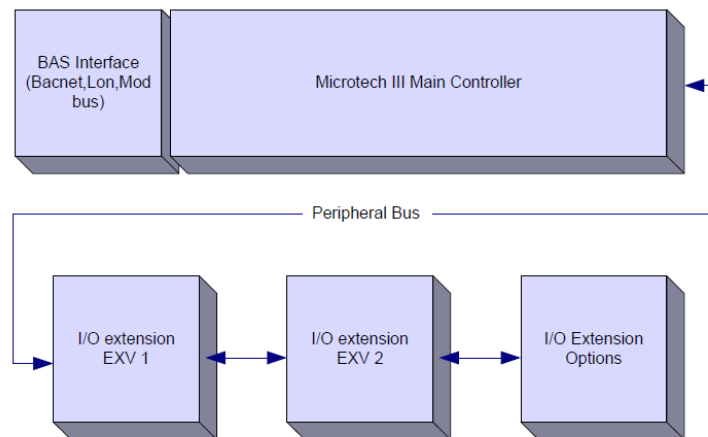 BAS Interface
(Bacnet,Lon,Mod
bus)
Microtech III Main Controller
Peripheral Bus
I/O extension
EXV 1
I/O extension
EXV 2
I/O Extension
Options